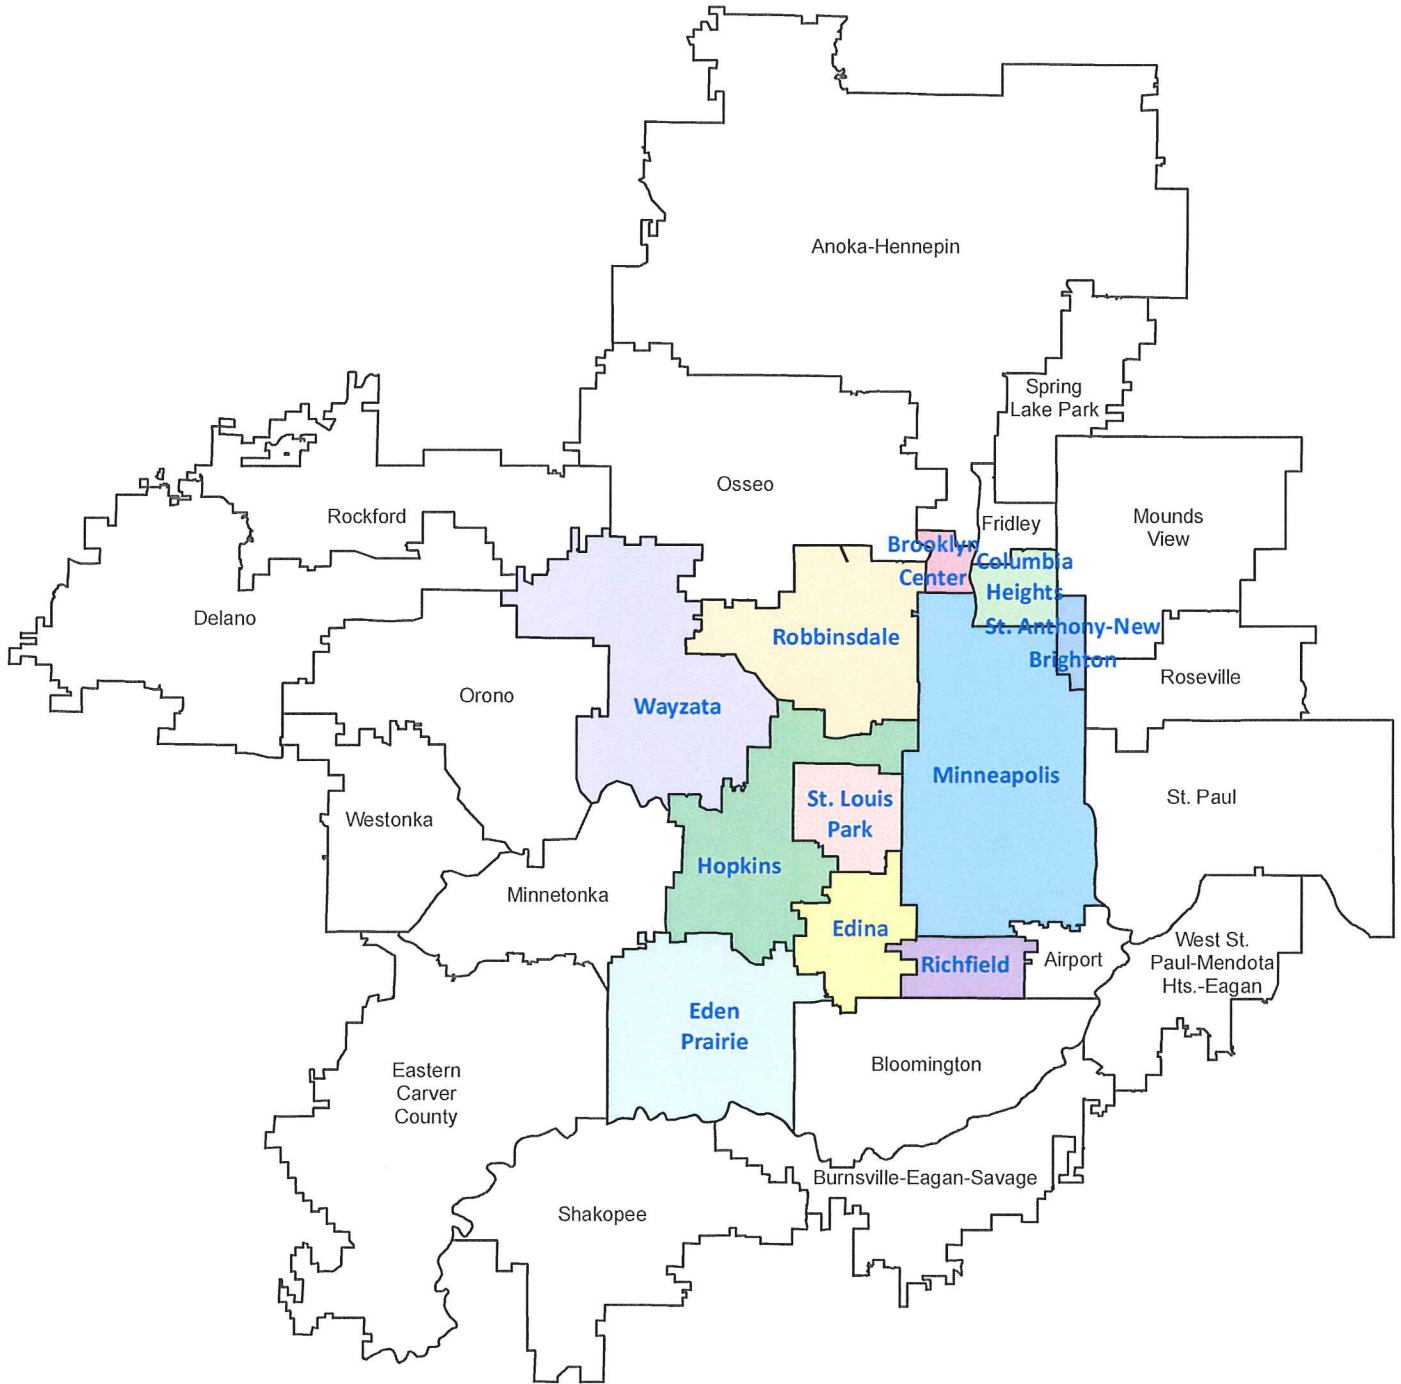 Anoka-Hennepin
Spring
Lake Park
Osseo
Rockford
Fridley
Mounds
View
Brooklyn
Center
Columbia
Heights
Delano
Robbinsdale
St. Anthony-New
Brighton
Roseville
Orono
Wayzata
Minneapolis
St. Louis
Park
St. Paul
Westonka
Hopkins
Minnetonka
Edina
Richfield
Airport
West St.
Paul-Mendota
Hts.-Eagan
Eden
Prairie
Bloomington
Eastern
Carver
County
Burnsville-Eagan-Savage
Shakopee